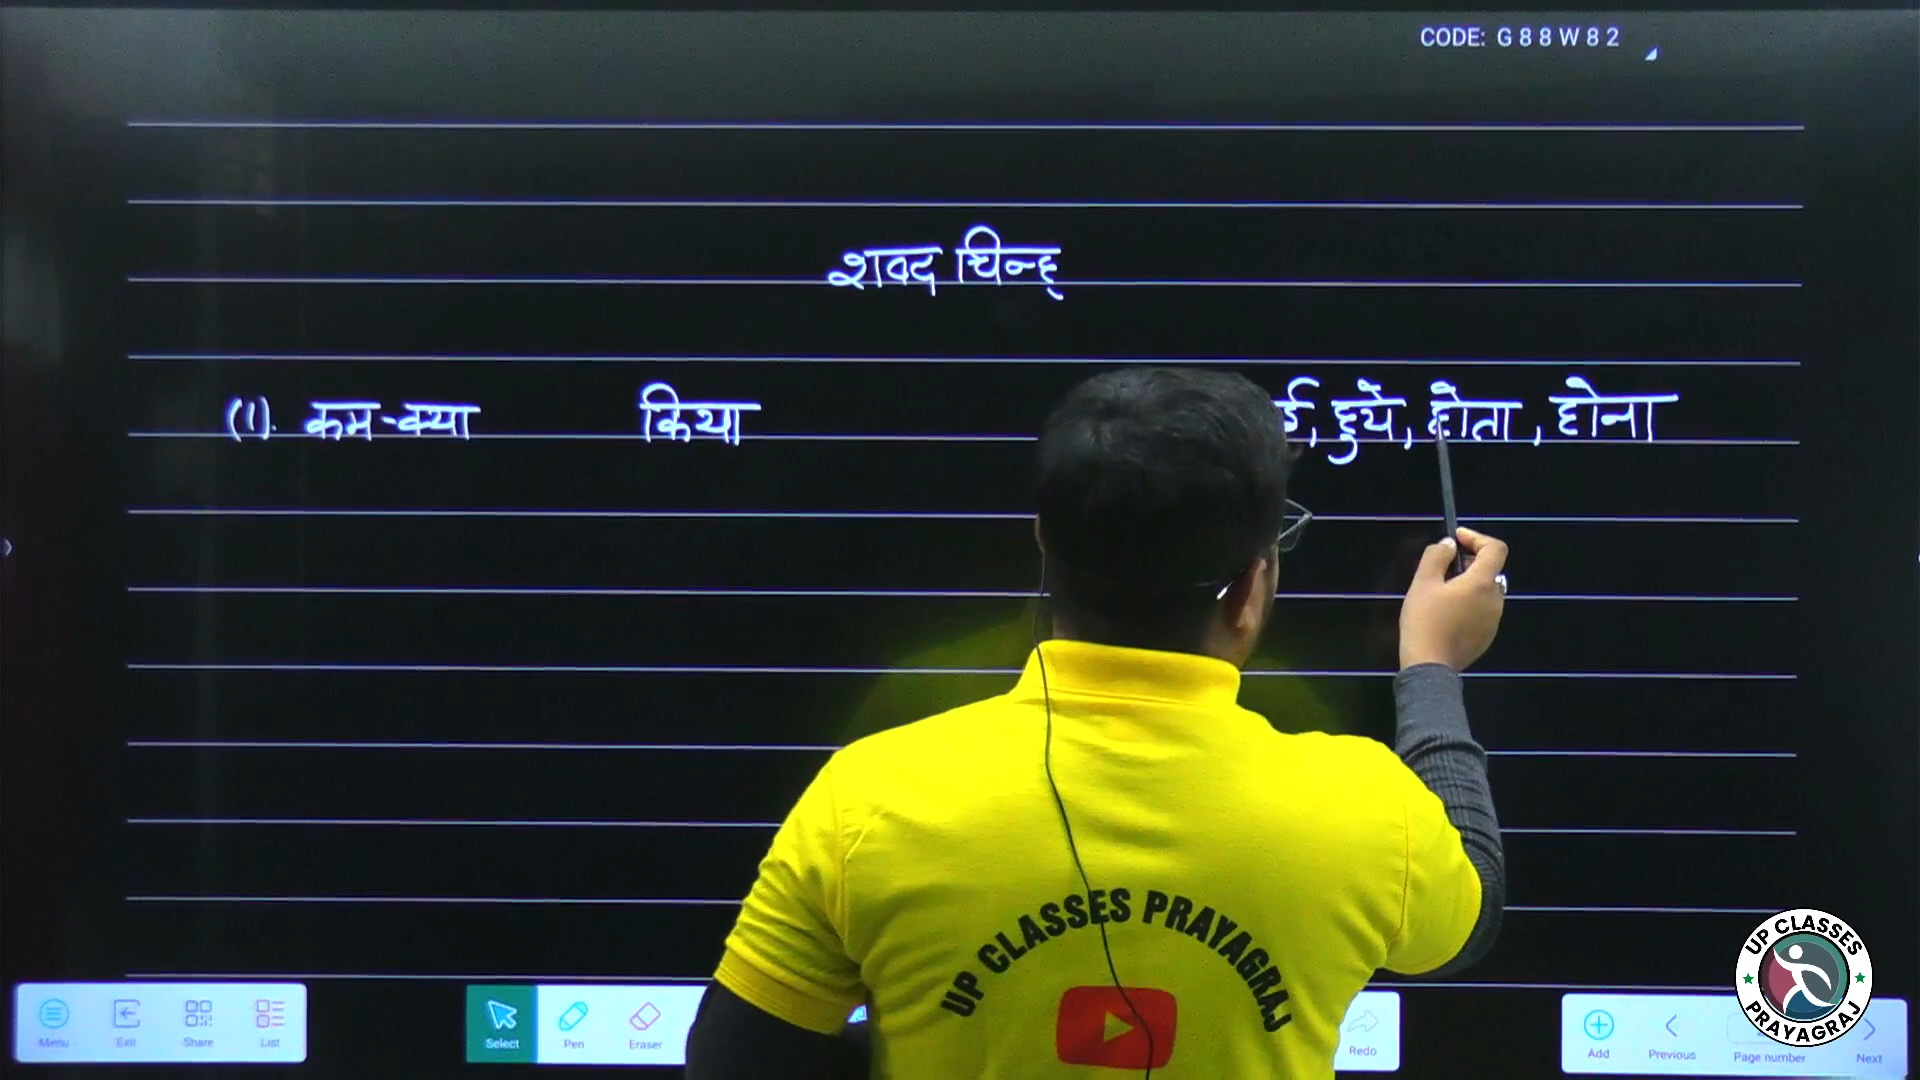 CODE: G88W82
शवद चिन्ह
(1). कम-क्या किया हुये, होता, होना
UP CLASSES PRAYAGRAJ
Menu Exit Share List Select Pen Eraser Redo Add Previous Page number Next
UP CLASSES PRAYAGRAJ